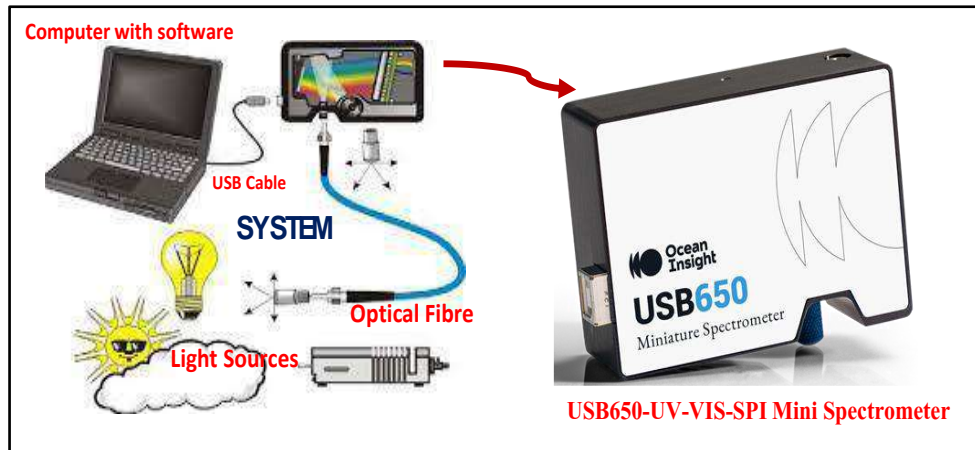 Computer with software
USB Cable
SYSTEM
Optical Fibre
Light Sources
Ocean
Insight
USB650
Miniature Spectrometer
USB650-UV-VIS-SPI Mini Spectrometer